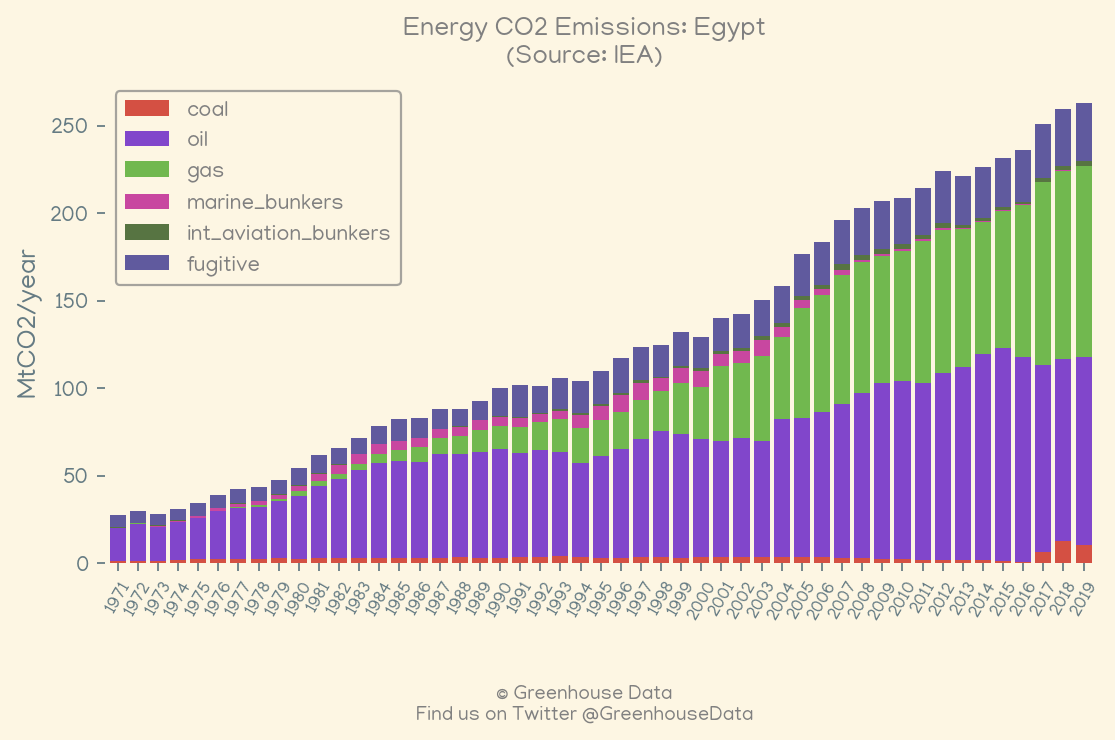 Energy CO2 Emissions: Egypt
(Source: IEA)
coal
oil
gas
marine_bunkers
int_aviation_bunkers
fugitive
MtCO2/year
250
200
150
100
50
0
1971 1972 1973 1974 1975 1976 1977 1978 1979 1980 1981 1982 1983 1984 1985 1986 1987 1988 1989 1990 1991 1992 1993 1994 1995 1996 1997 1998 1999 2000 2001 2002 2003 2004 2005 2006 2007 2008 2009 2010 2011 2012 2013 2014 2015 2016 2017 2018 2019
© Greenhouse Data
Find us on Twitter @GreenhouseData